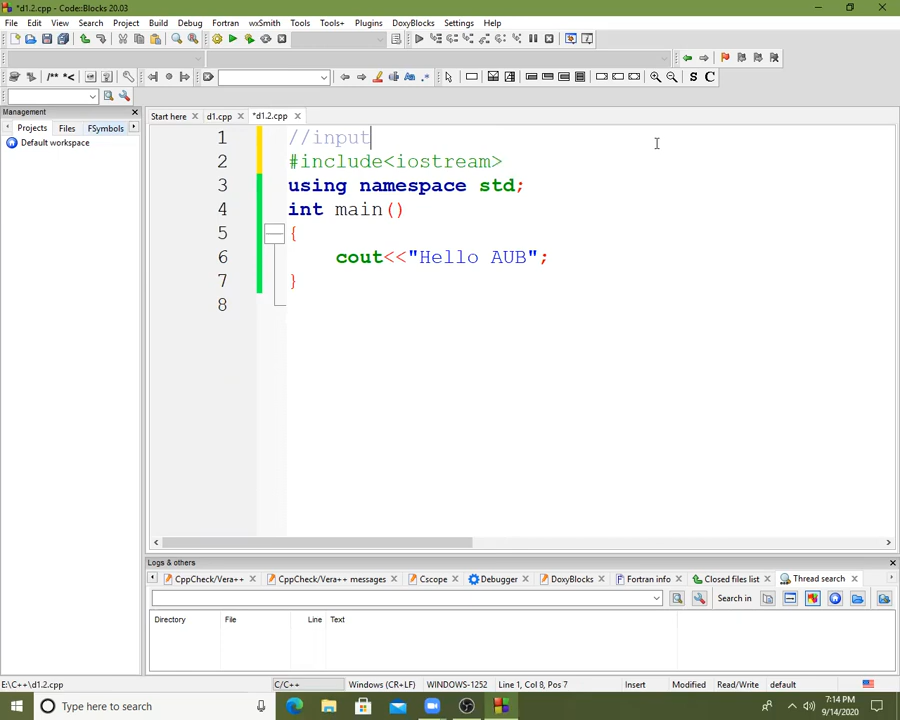 *d1.2.cpp - Code::Blocks 20.03
File Edit View Search Project Build Debug Fortran wxSmith Tools Tools+ Plugins DoxyBlocks Settings Help
/** *<
S C
Management
Projects Files FSymbols
Default workspace
Start here d1.cpp *d1.2.cpp
1 //input
2 #include<iostream>
3 using namespace std;
4 int main()
5 {
6 cout<<"Hello AUB";
7 }
8
Logs & others
CppCheck/Vera++ CppCheck/Vera++ messages Cscope Debugger DoxyBlocks Fortran info Closed files list Thread search
Search in
Directory File Line Text
E:\C++\d1.2.cpp C/C++ Windows (CR+LF) WINDOWS-1252 Line 1, Col 8, Pos 7 Insert Modified Read/Write default
Type here to search
7:14 PM
9/14/2020